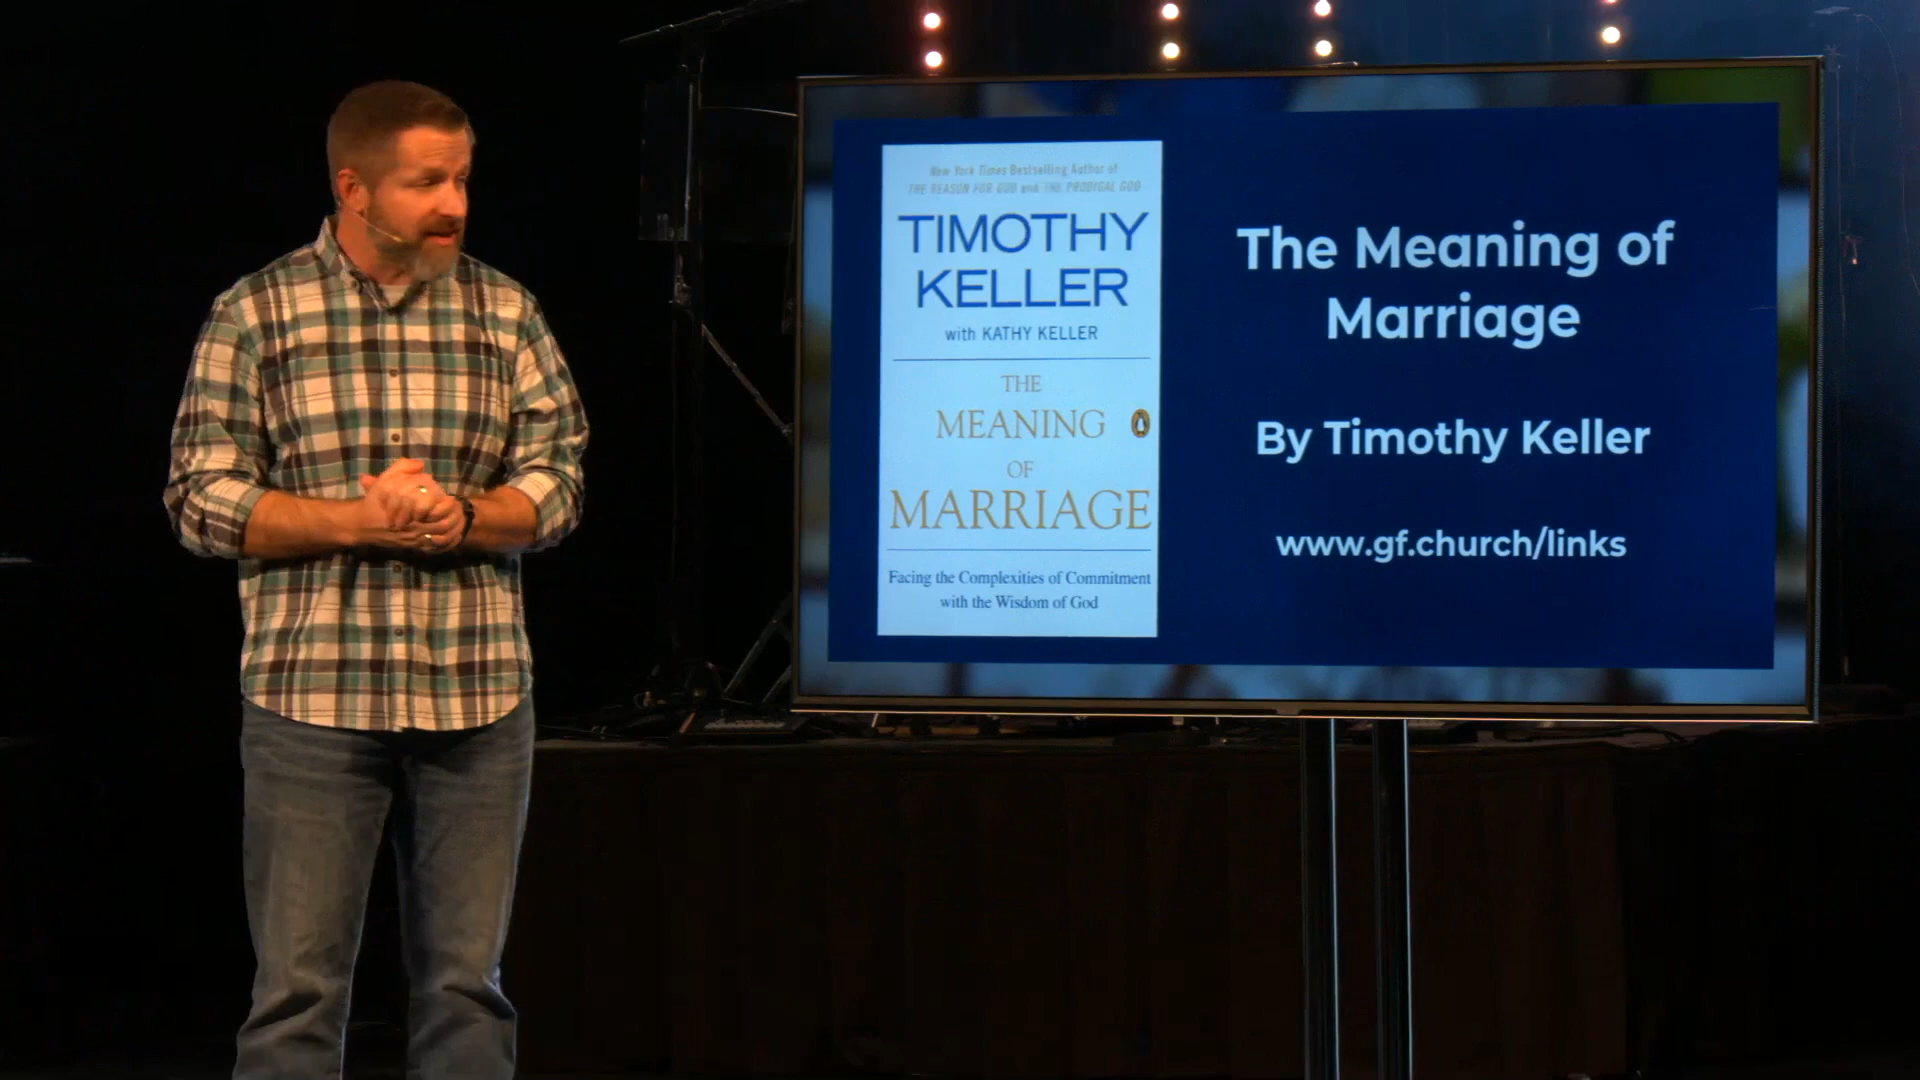 New York Times Bestselling Author of
THE REASON FOR GOD and THE PRODIGAL GOD
TIMOTHY
KELLER
with KATHY KELLER
THE
MEANING
OF
MARRIAGE
Facing the Complexities of Commitment
with the Wisdom of God
The Meaning of
Marriage
By Timothy Keller
www.gf.church/links